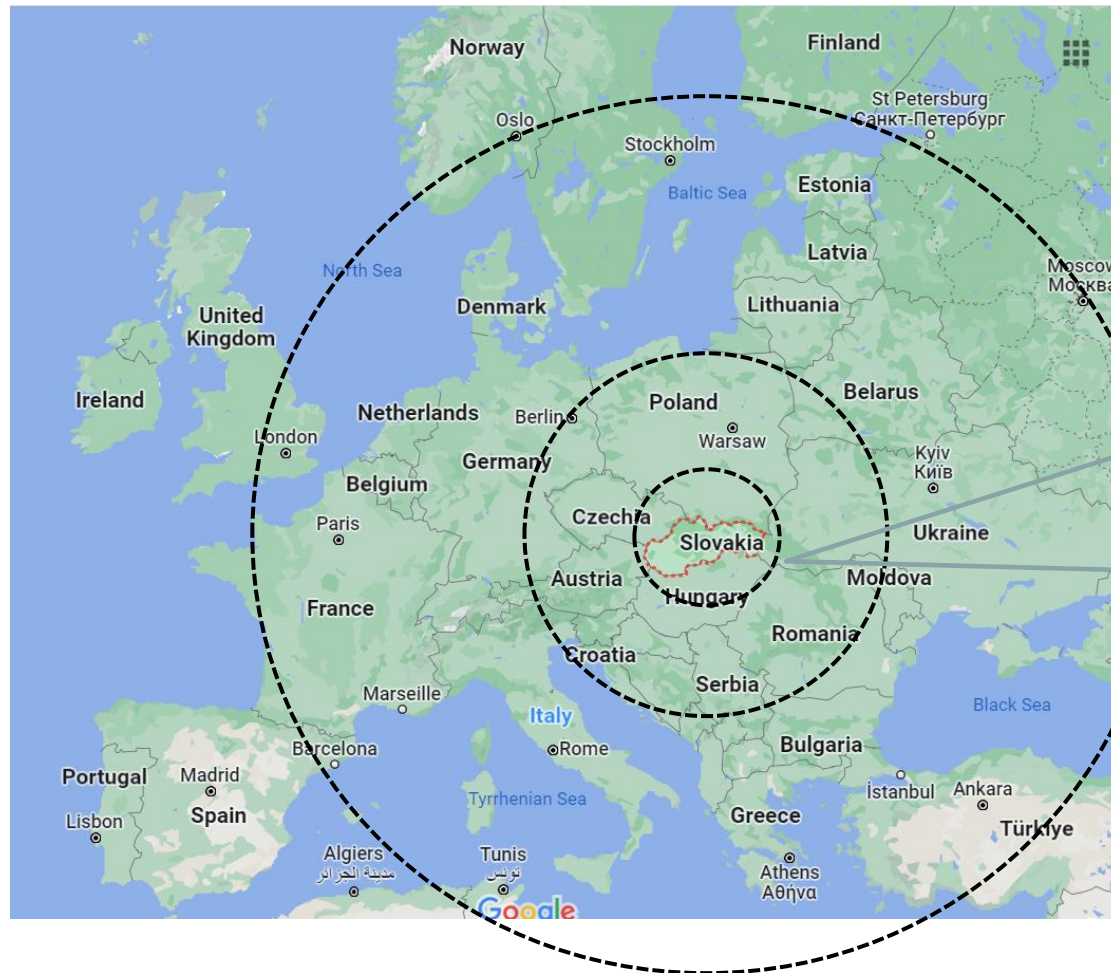 Norway
Finland
St Petersburg
Санкт-Петербург
Oslo
Stockholm
Estonia
Baltic Sea
Latvia
North Sea
Moscow
Москва
Denmark
Lithuania
United
Kingdom
Ireland
Netherlands
Berlin
Poland
Belarus
London
Warsaw
Germany
Kyiv
Київ
Belgium
Paris
Czechia
Slovakia
Ukraine
Austria
Hungary
Moldova
France
Romania
Croatia
Serbia
Marseille
Italy
Black Sea
Barcelona
Rome
Bulgaria
Portugal
Madrid
İstanbul
Ankara
Tyrrhenian Sea
Spain
Greece
Türkiye
Lisbon
Algiers
مدينة الجزائر
Tunis
تونس
Athens
Αθήνα
Google